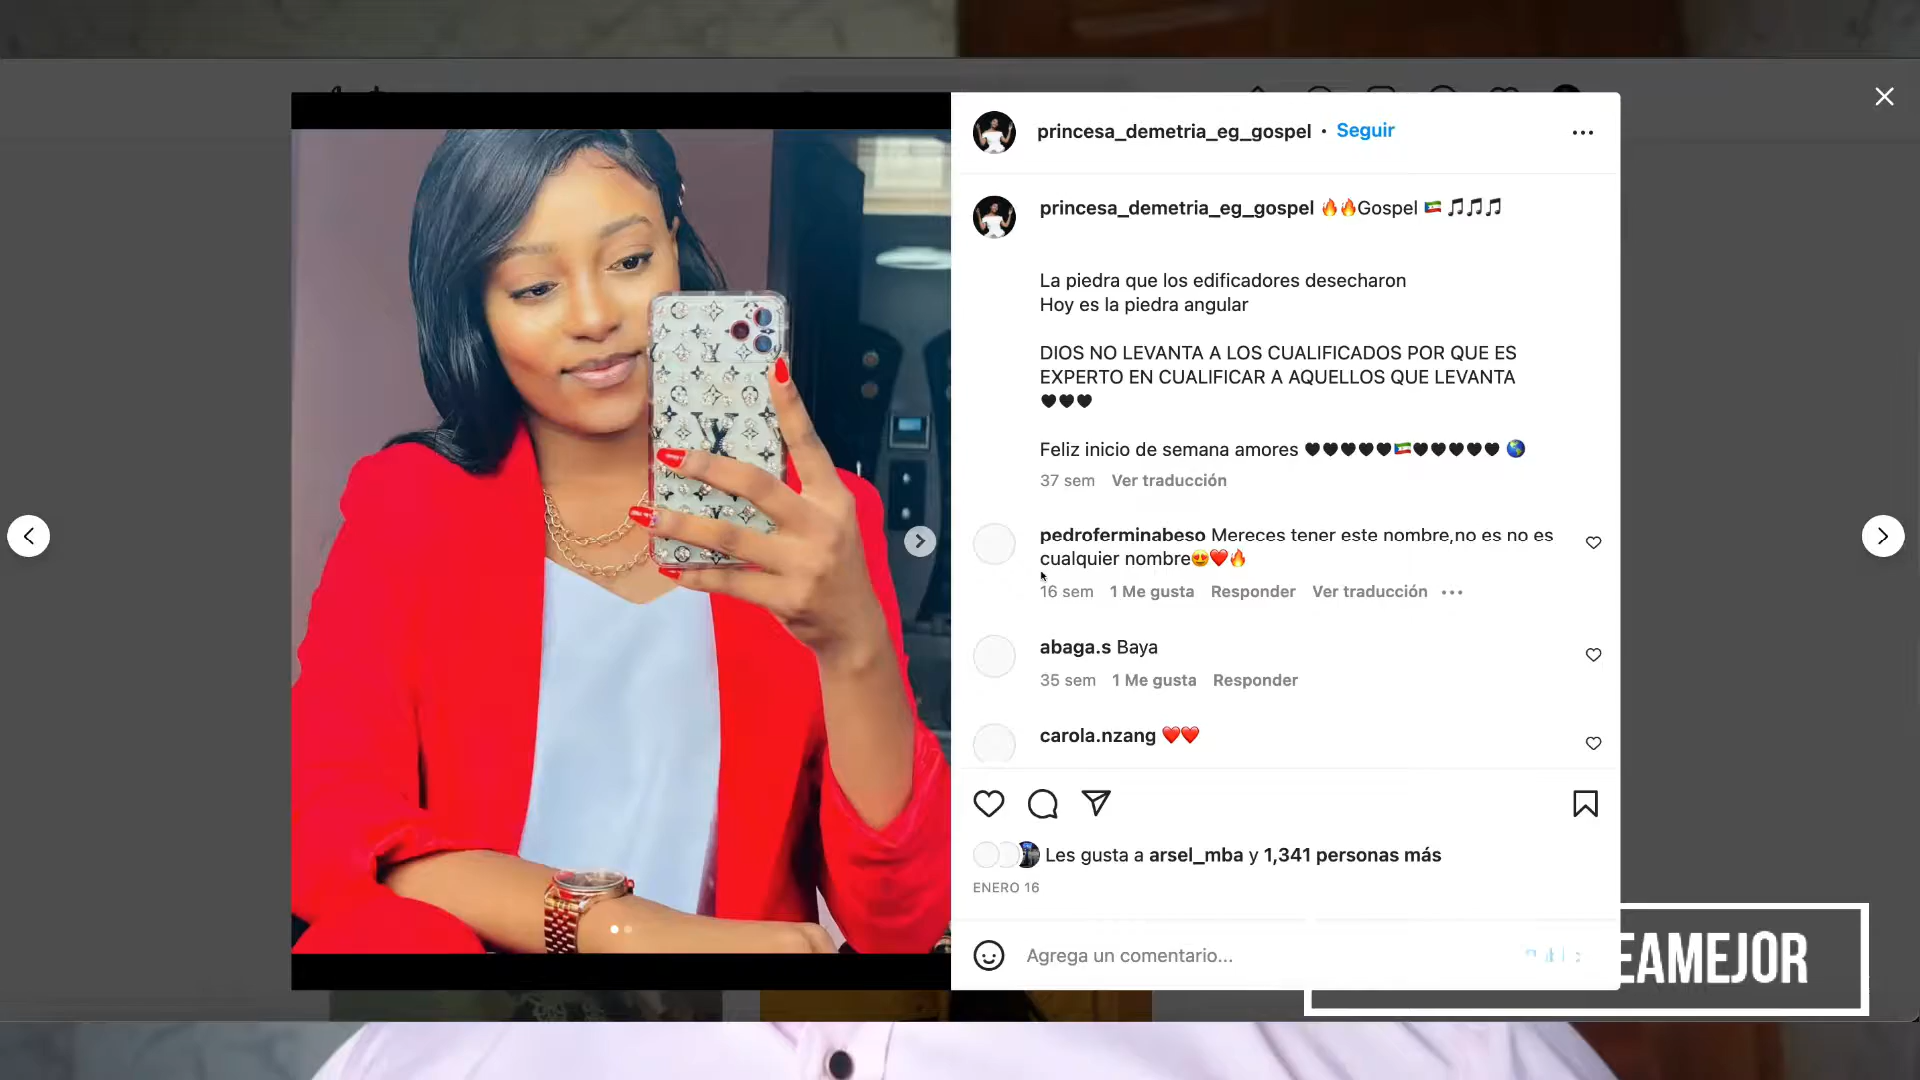 princesa_demetria_eg_gospel • Seguir
princesa_demetria_eg_gospel 🔥🔥Gospel 🇬🇶 🎵🎵🎵
La piedra que los edificadores desecharon
Hoy es la piedra angular
DIOS NO LEVANTA A LOS CUALIFICADOS POR QUE ES
EXPERTO EN CUALIFICAR A AQUELLOS QUE LEVANTA
🖤🖤🖤
Feliz inicio de semana amores 🖤🖤🖤🖤🖤🇬🇶🖤🖤🖤🖤🖤 🌎
37 sem Ver traducción
pedroferminabeso Mereces tener este nombre,no es no es
cualquier nombre😍❤️🔥
16 sem 1 Me gusta Responder Ver traducción •••
abaga.s Baya
35 sem 1 Me gusta Responder
carola.nzang ❤️❤️
Les gusta a arsel_mba y 1,341 personas más
ENERO 16
Agrega un comentario...
EAMEJOR